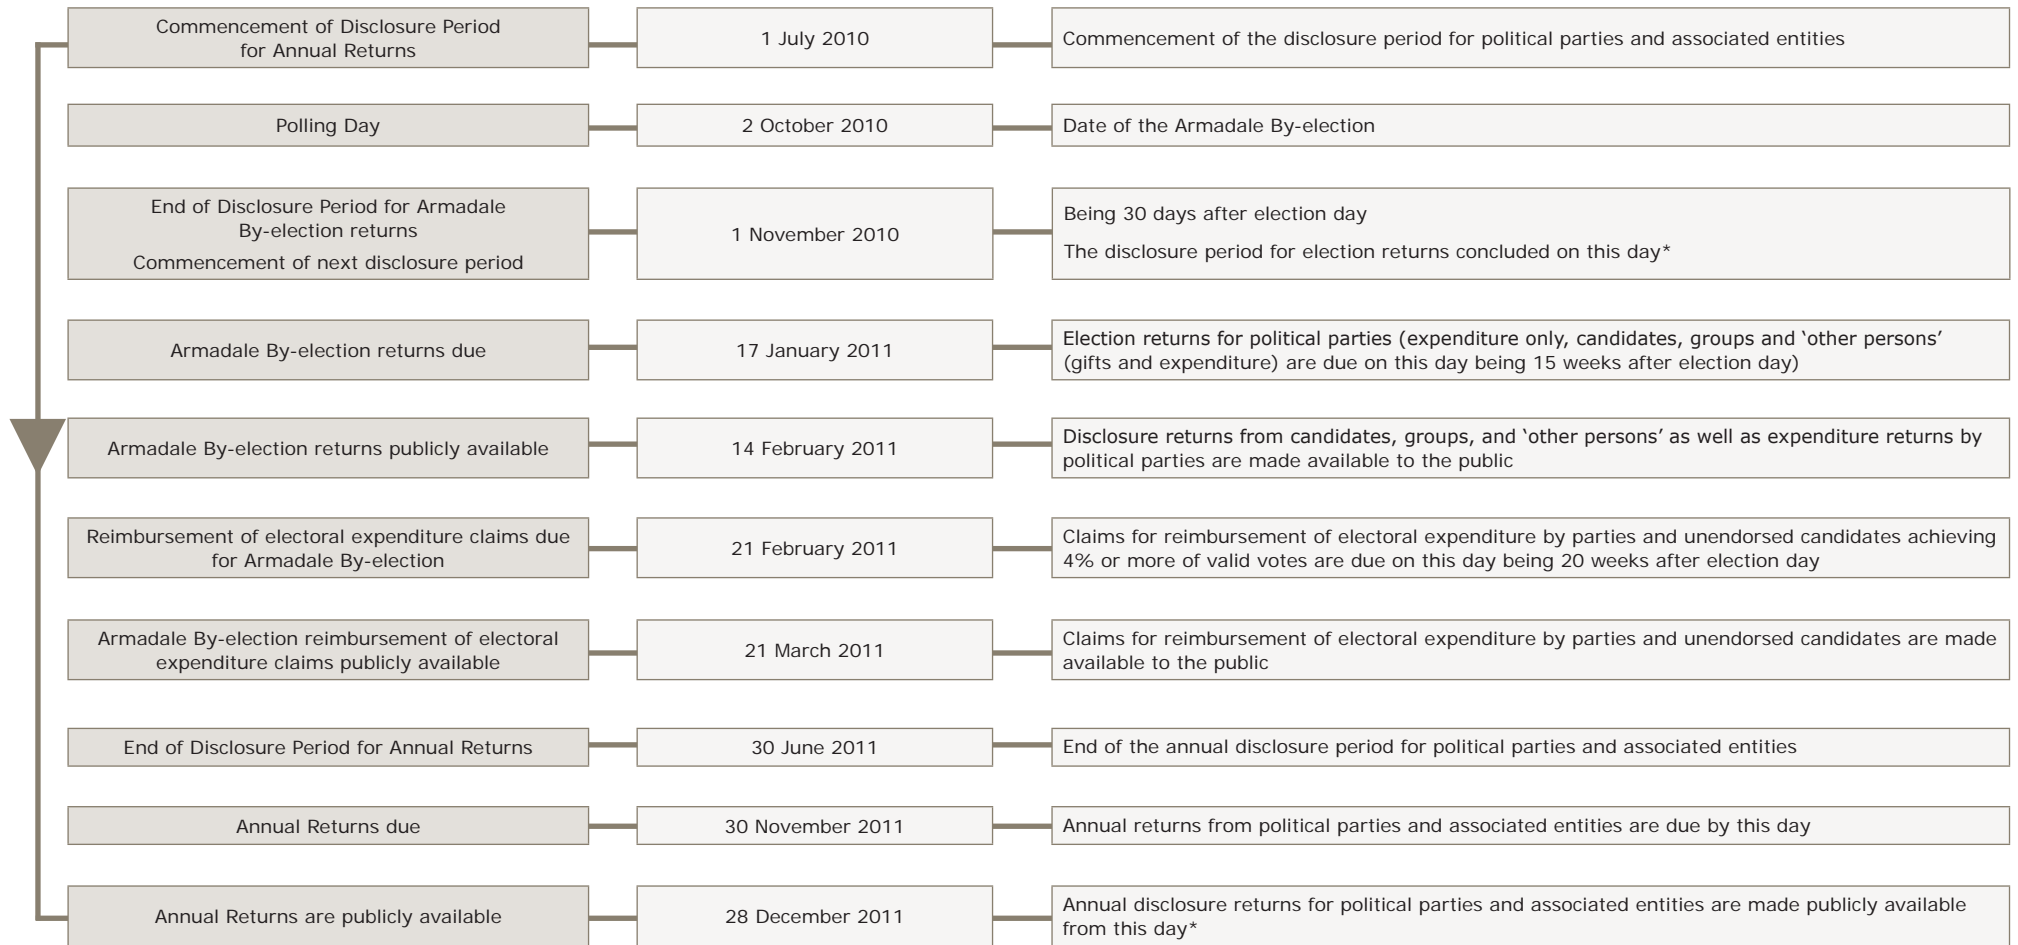 Commencement of Disclosure Period
for Annual Returns
1 July 2010
Commencement of the disclosure period for political parties and associated entities
Polling Day
2 October 2010
Date of the Armadale By-election
End of Disclosure Period for Armadale
By-election returns
Commencement of next disclosure period
1 November 2010
Being 30 days after election day
The disclosure period for election returns concluded on this day*
Armadale By-election returns due
17 January 2011
Election returns for political parties (expenditure only, candidates, groups and ‘other persons’
(gifts and expenditure) are due on this day being 15 weeks after election day)
Armadale By-election returns publicly available
14 February 2011
Disclosure returns from candidates, groups, and ‘other persons’ as well as expenditure returns by
political parties are made available to the public
Reimbursement of electoral expenditure claims due
for Armadale By-election
21 February 2011
Claims for reimbursement of electoral expenditure by parties and unendorsed candidates achieving
4% or more of valid votes are due on this day being 20 weeks after election day
Armadale By-election reimbursement of electoral
expenditure claims publicly available
21 March 2011
Claims for reimbursement of electoral expenditure by parties and unendorsed candidates are made
available to the public
End of Disclosure Period for Annual Returns
30 June 2011
End of the annual disclosure period for political parties and associated entities
Annual Returns due
30 November 2011
Annual returns from political parties and associated entities are due by this day
Annual Returns are publicly available
28 December 2011
Annual disclosure returns for political parties and associated entities are made publicly available
from this day*